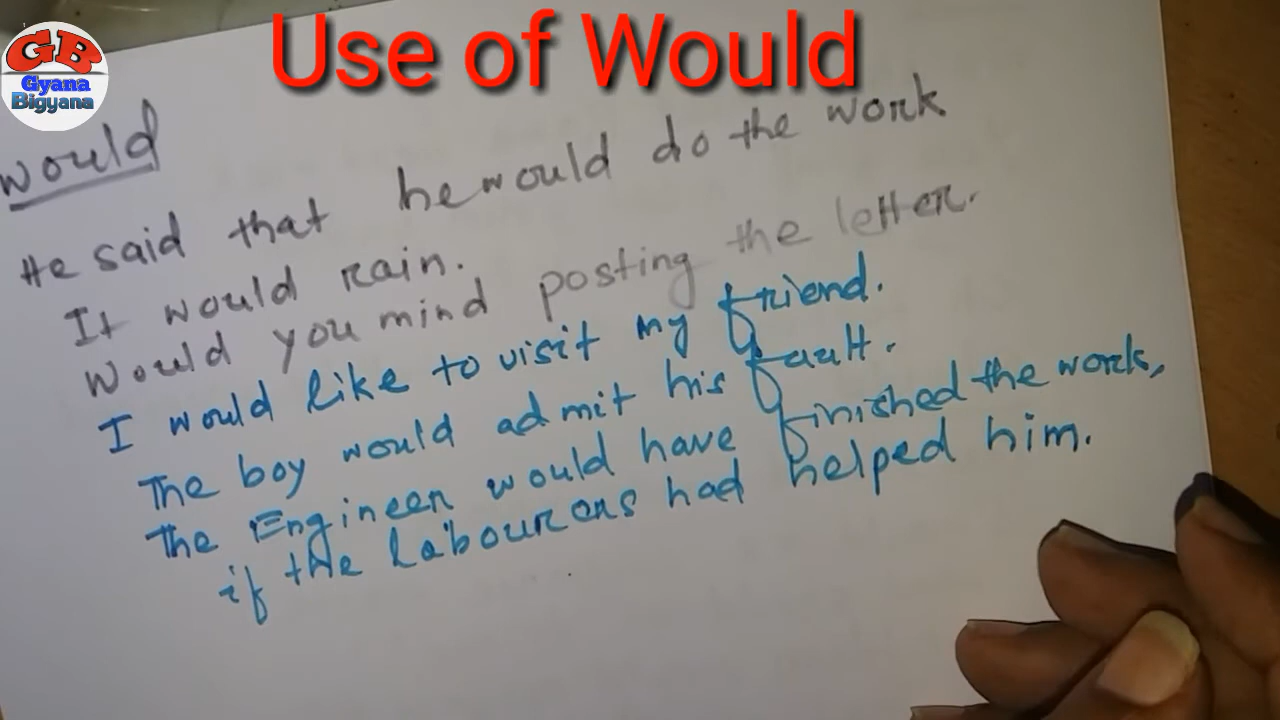 Use of Would
GB
Gyana
Bigyana
would
He said that he would do the work
It would rain.
Would you mind posting the letter.
I would like to visit my friend.
The boy would admit his fault.
The Engineer would have finished the work,
if the labourers had helped him.